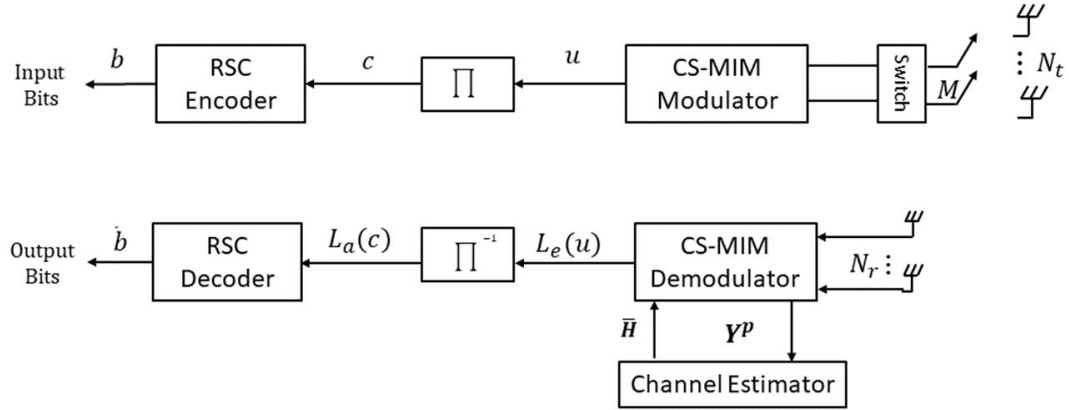 Input
Bits
b
RSC
Encoder
c
∏
u
CS-MIM
Modulator
Switch
M
⋮ N_t
Output
Bits
ḃ
RSC
Decoder
L_a(c)
∏⁻¹
L_e(u)
CS-MIM
Demodulator
N_r ⋮
H̅
Y^p
Channel Estimator